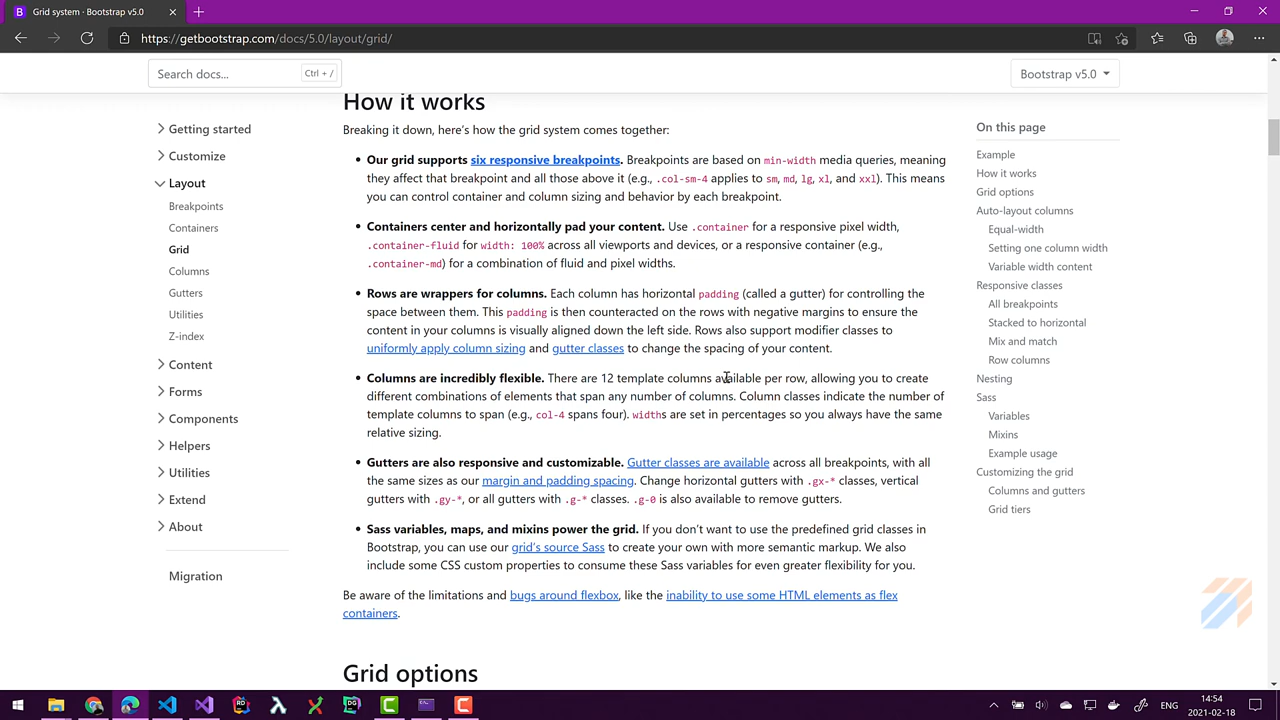 Grid system · Bootstrap v5.0
https://getbootstrap.com/docs/5.0/layout/grid/
Search docs...
Ctrl + /
Bootstrap v5.0
Getting started
Customize
Layout
Breakpoints
Containers
Grid
Columns
Gutters
Utilities
Z-index
Content
Forms
Components
Helpers
Utilities
Extend
About
Migration
How it works
Breaking it down, here's how the grid system comes together:
Our grid supports six responsive breakpoints. Breakpoints are based on min-width media queries, meaning
they affect that breakpoint and all those above it (e.g., .col-sm-4 applies to sm, md, lg, xl, and xxl). This means
you can control container and column sizing and behavior by each breakpoint.
Containers center and horizontally pad your content. Use .container for a responsive pixel width,
.container-fluid for width: 100% across all viewports and devices, or a responsive container (e.g.,
.container-md) for a combination of fluid and pixel widths.
Rows are wrappers for columns. Each column has horizontal padding (called a gutter) for controlling the
space between them. This padding is then counteracted on the rows with negative margins to ensure the
content in your columns is visually aligned down the left side. Rows also support modifier classes to
uniformly apply column sizing and gutter classes to change the spacing of your content.
Columns are incredibly flexible. There are 12 template columns available per row, allowing you to create
different combinations of elements that span any number of columns. Column classes indicate the number of
template columns to span (e.g., col-4 spans four). widths are set in percentages so you always have the same
relative sizing.
Gutters are also responsive and customizable. Gutter classes are available across all breakpoints, with all
the same sizes as our margin and padding spacing. Change horizontal gutters with .gx-* classes, vertical
gutters with .gy-*, or all gutters with .g-* classes. .g-0 is also available to remove gutters.
Sass variables, maps, and mixins power the grid. If you don't want to use the predefined grid classes in
Bootstrap, you can use our grid's source Sass to create your own with more semantic markup. We also
include some CSS custom properties to consume these Sass variables for even greater flexibility for you.
Be aware of the limitations and bugs around flexbox, like the inability to use some HTML elements as flex
containers.
Grid options
On this page
Example
How it works
Grid options
Auto-layout columns
Equal-width
Setting one column width
Variable width content
Responsive classes
All breakpoints
Stacked to horizontal
Mix and match
Row columns
Nesting
Sass
Variables
Mixins
Example usage
Customizing the grid
Columns and gutters
Grid tiers
ENG
14:54
2021-02-18